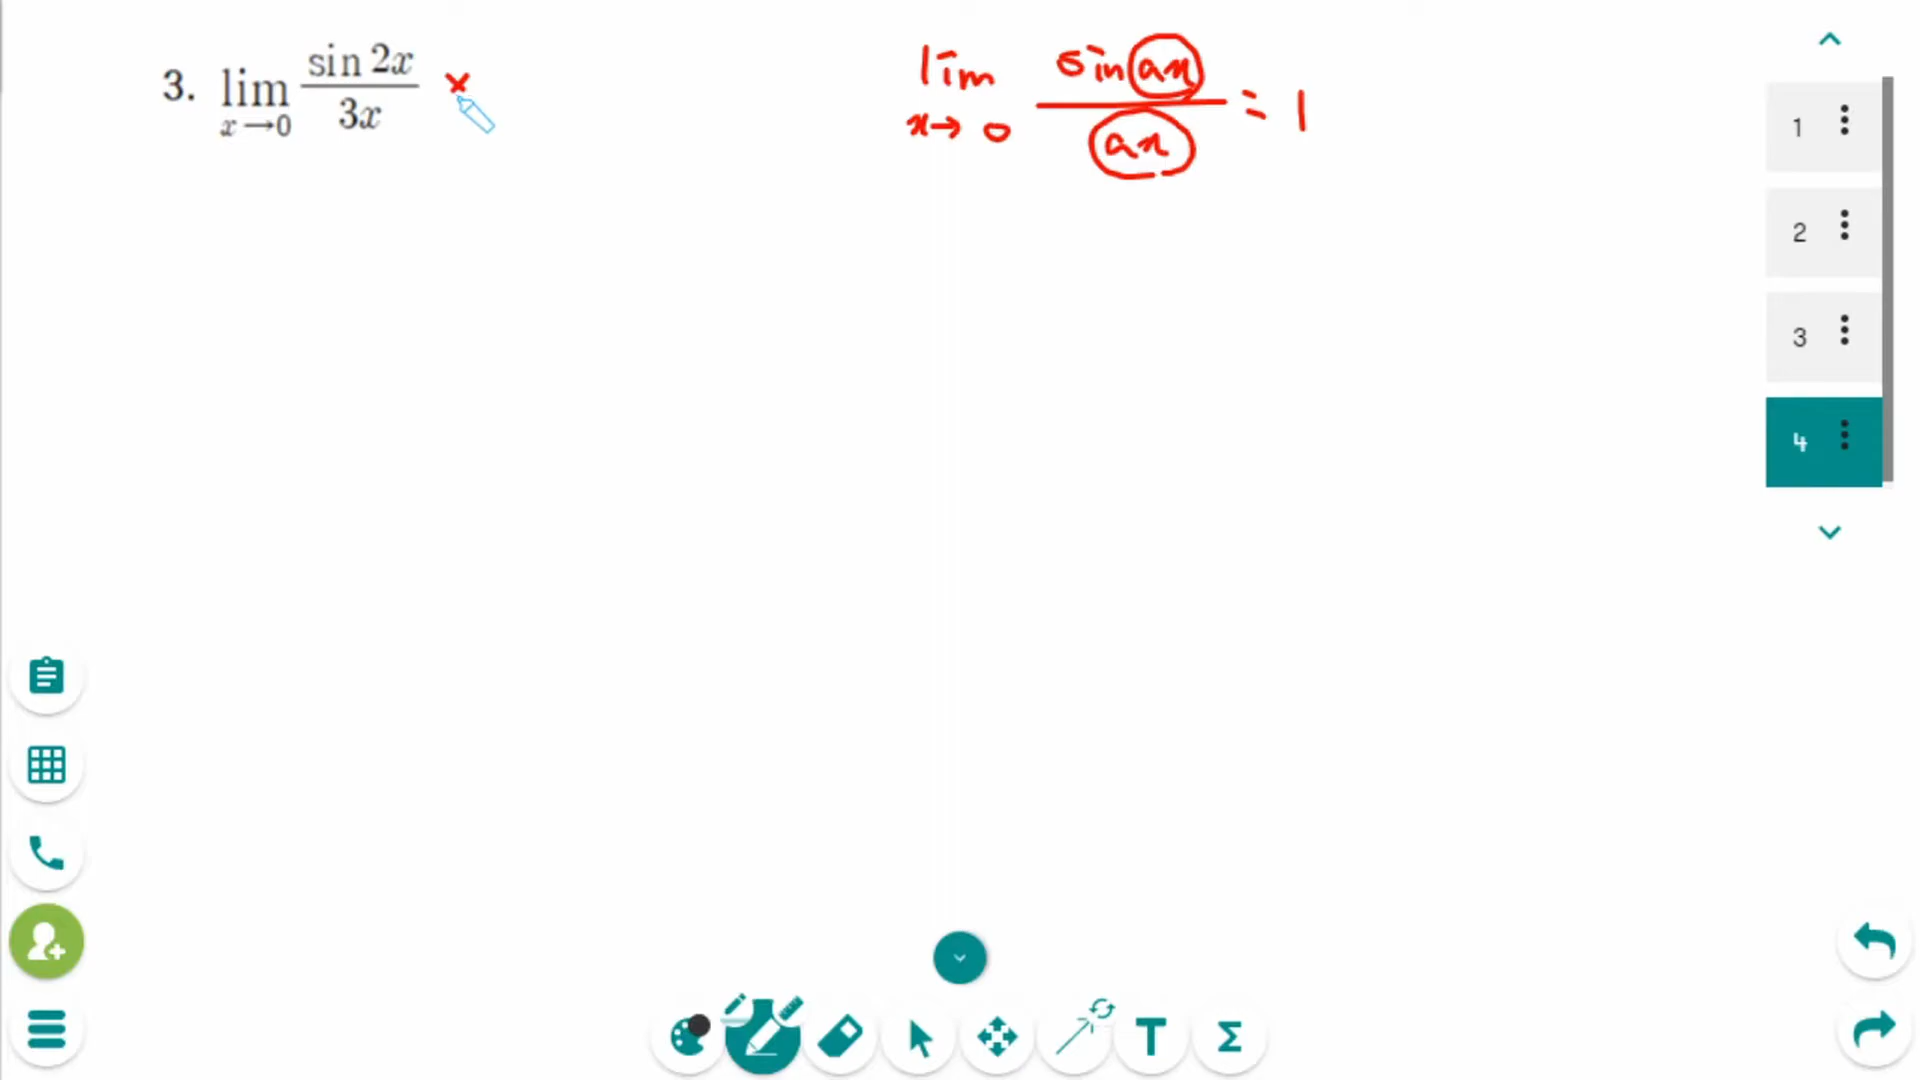 3. lim x→0 sin 2x / 3x ×
lim x→0 sin ax / ax = 1
1
2
3
4
T
Σ